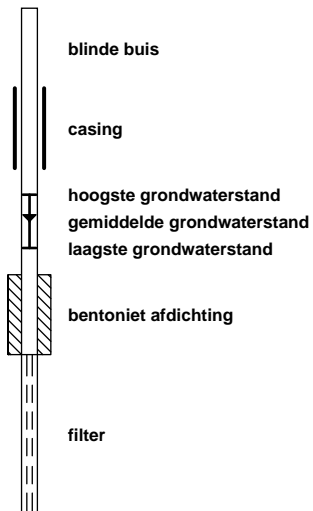 blinde buis
casing
hoogste grondwaterstand
gemiddelde grondwaterstand
laagste grondwaterstand
bentoniet afdichting
filter